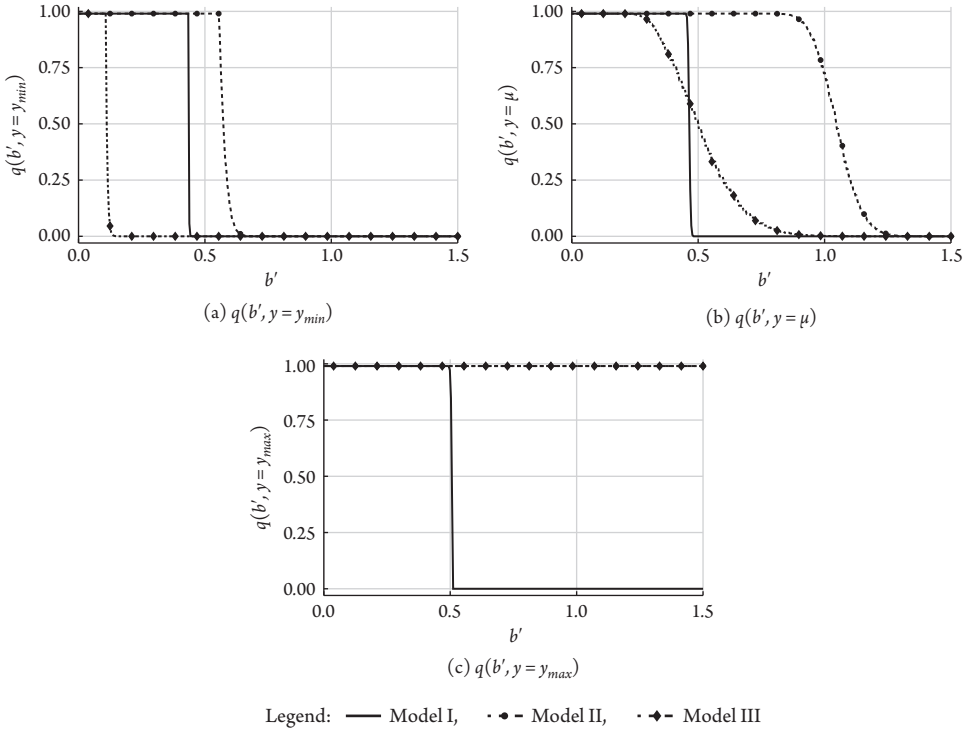 1.00
0.75
0.50
0.25
0.00
q(b′, y = y_min)
0.0 0.5 1.0 1.5
b′
(a) q(b′, y = y_min)
1.00
0.75
0.50
0.25
0.00
q(b′, y = μ)
0.0 0.5 1.0 1.5
b′
(b) q(b′, y = μ)
1.00
0.75
0.50
0.25
0.00
q(b′, y = y_max)
0.0 0.5 1.0 1.5
b′
(c) q(b′, y = y_max)
Legend: Model I, Model II, Model III